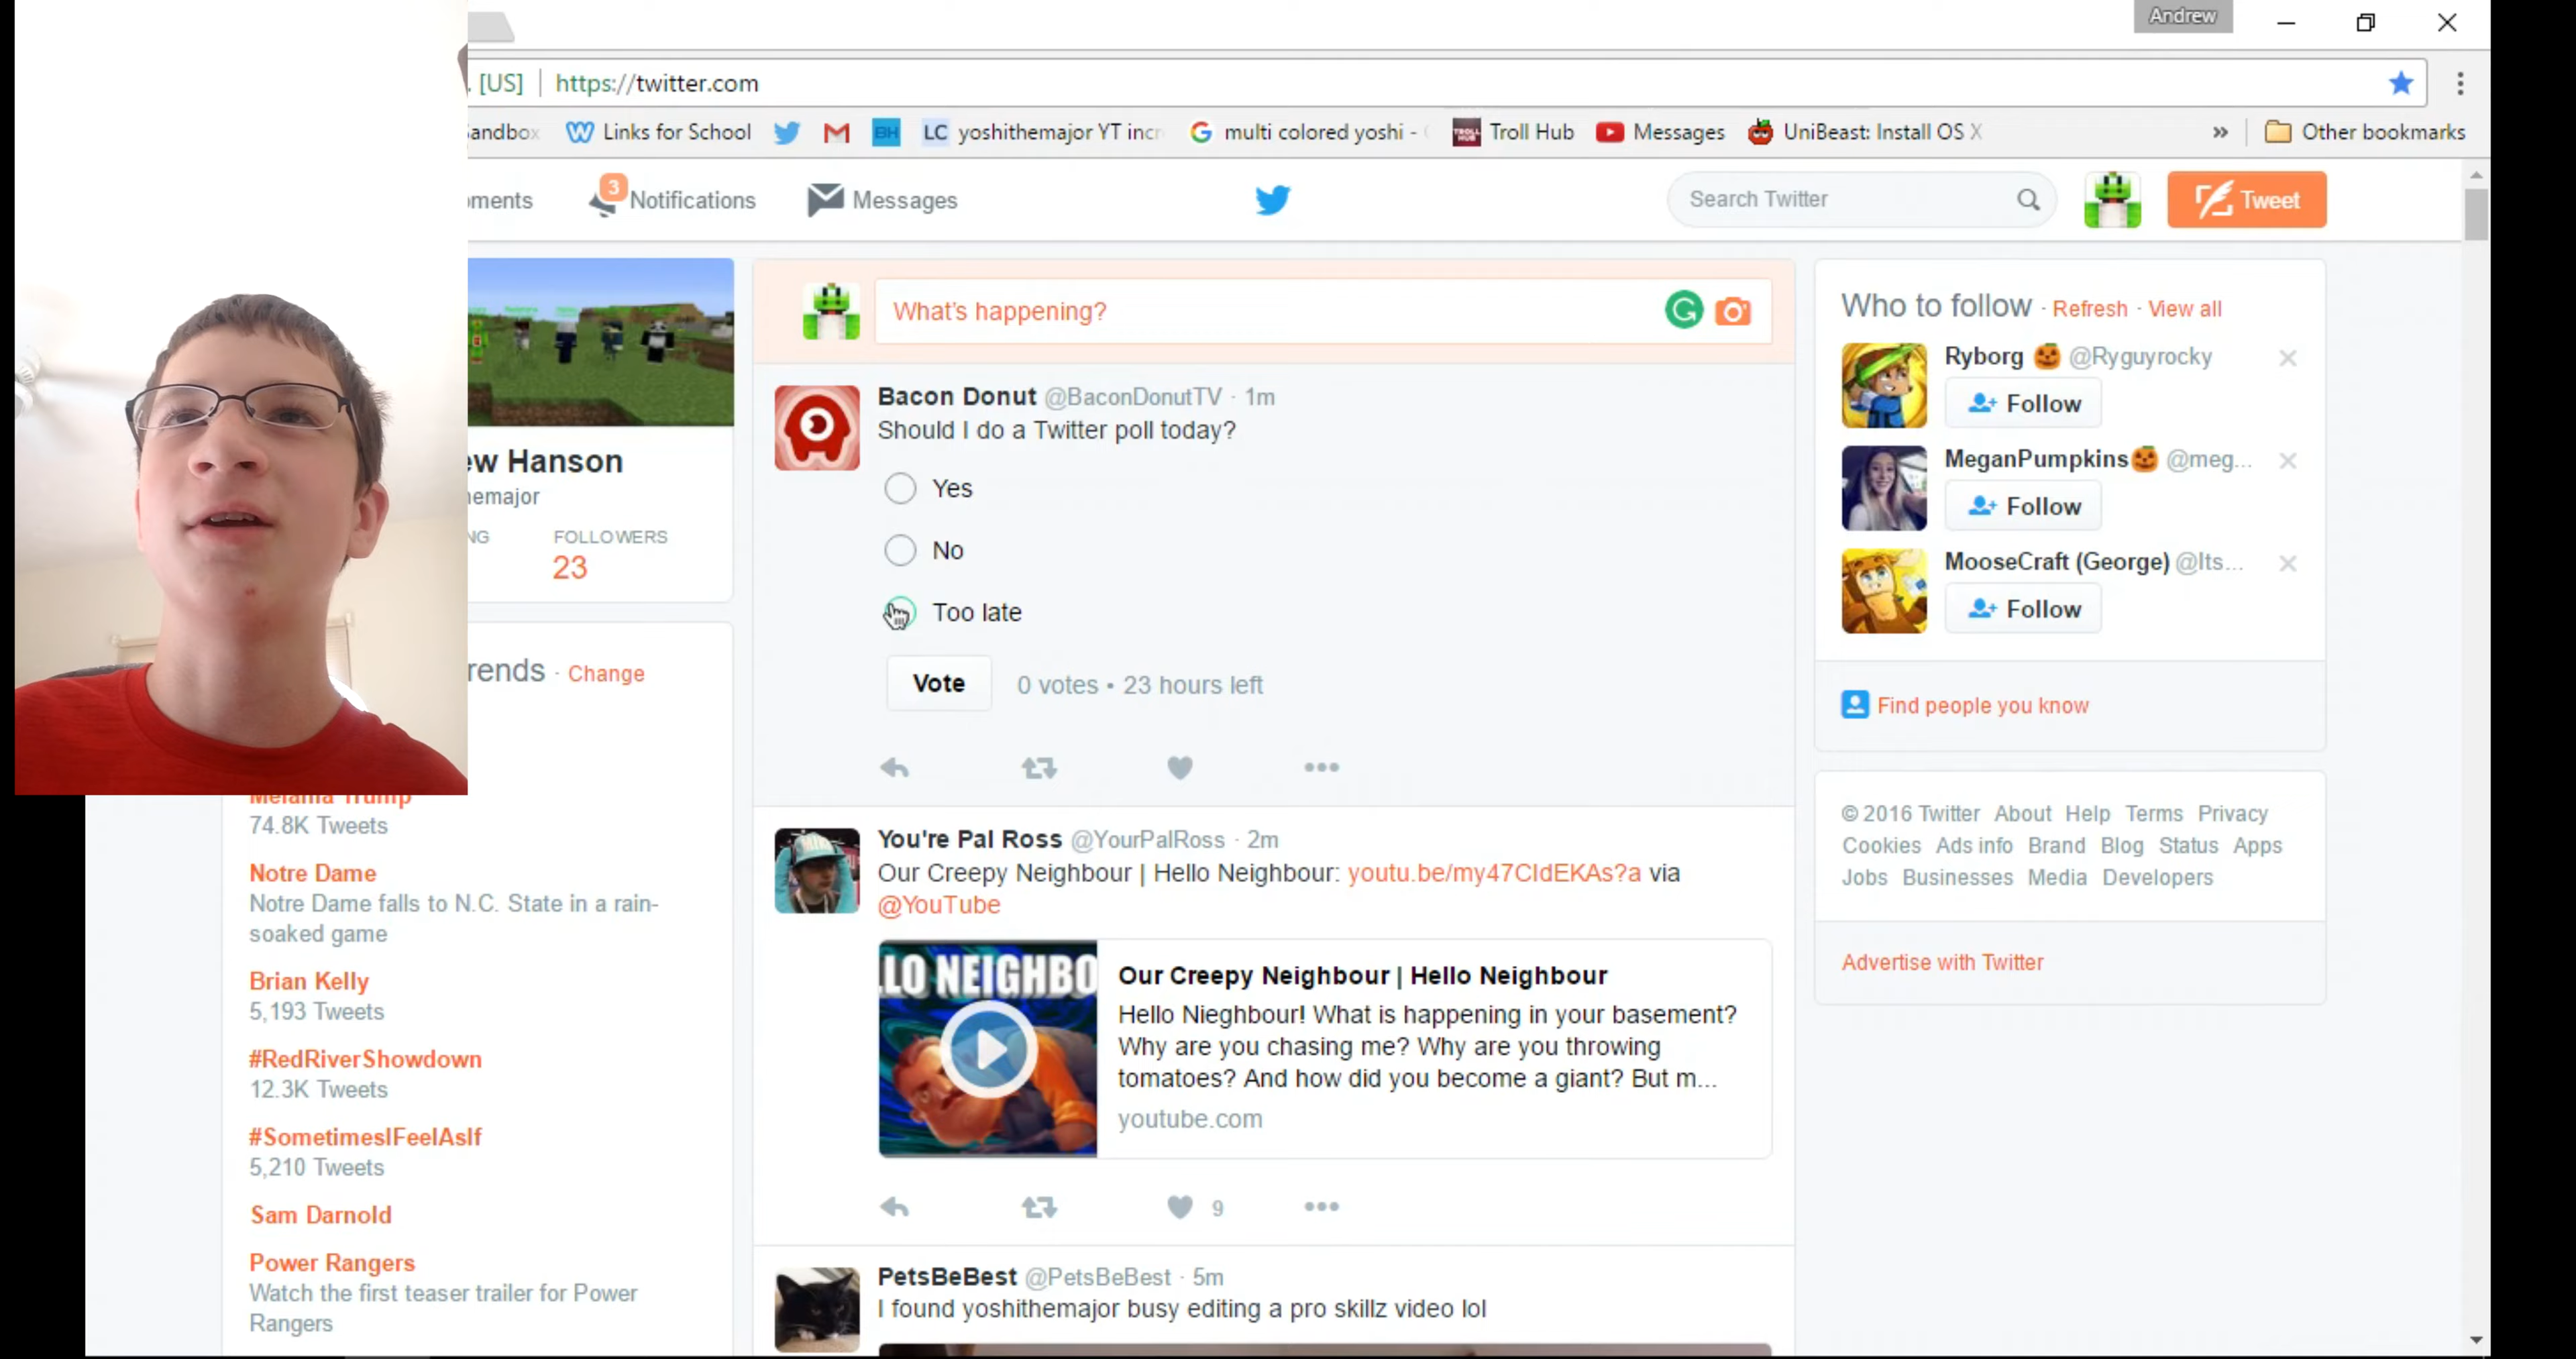 Andrew
[US] https://twitter.com
Links for School
BH
LC yoshithemajor YT
multi colored yoshi -
TROLL HUB Troll Hub
Messages
UniBeast: Install OS X
» Other bookmarks
3 Notifications
Messages
Search Twitter
Tweet
What's happening?
ew Hanson
hemajor
NG FOLLOWERS
23
rends · Change
Melania Trump
74.8K Tweets
Notre Dame
Notre Dame falls to N.C. State in a rain-
soaked game
Brian Kelly
5,193 Tweets
#RedRiverShowdown
12.3K Tweets
#SometimesIFeelAsIf
5,210 Tweets
Sam Darnold
Power Rangers
Watch the first teaser trailer for Power
Rangers
Bacon Donut @BaconDonutTV · 1m
Should I do a Twitter poll today?
Yes
No
Too late
Vote 0 votes • 23 hours left
You're Pal Ross @YourPalRoss · 2m
Our Creepy Neighbour | Hello Neighbour: youtu.be/my47CIdEKAs?a via
@YouTube
LO NEIGHBO
Our Creepy Neighbour | Hello Neighbour
Hello Nieghbour! What is happening in your basement?
Why are you chasing me? Why are you throwing
tomatoes? And how did you become a giant? But m...
youtube.com
9
PetsBeBest @PetsBeBest · 5m
I found yoshithemajor busy editing a pro skillz video lol
Who to follow · Refresh · View all
Ryborg @Ryguyrocky
Follow
MeganPumpkins @meg...
Follow
MooseCraft (George) @Its...
Follow
Find people you know
© 2016 Twitter About Help Terms Privacy
Cookies Ads info Brand Blog Status Apps
Jobs Businesses Media Developers
Advertise with Twitter